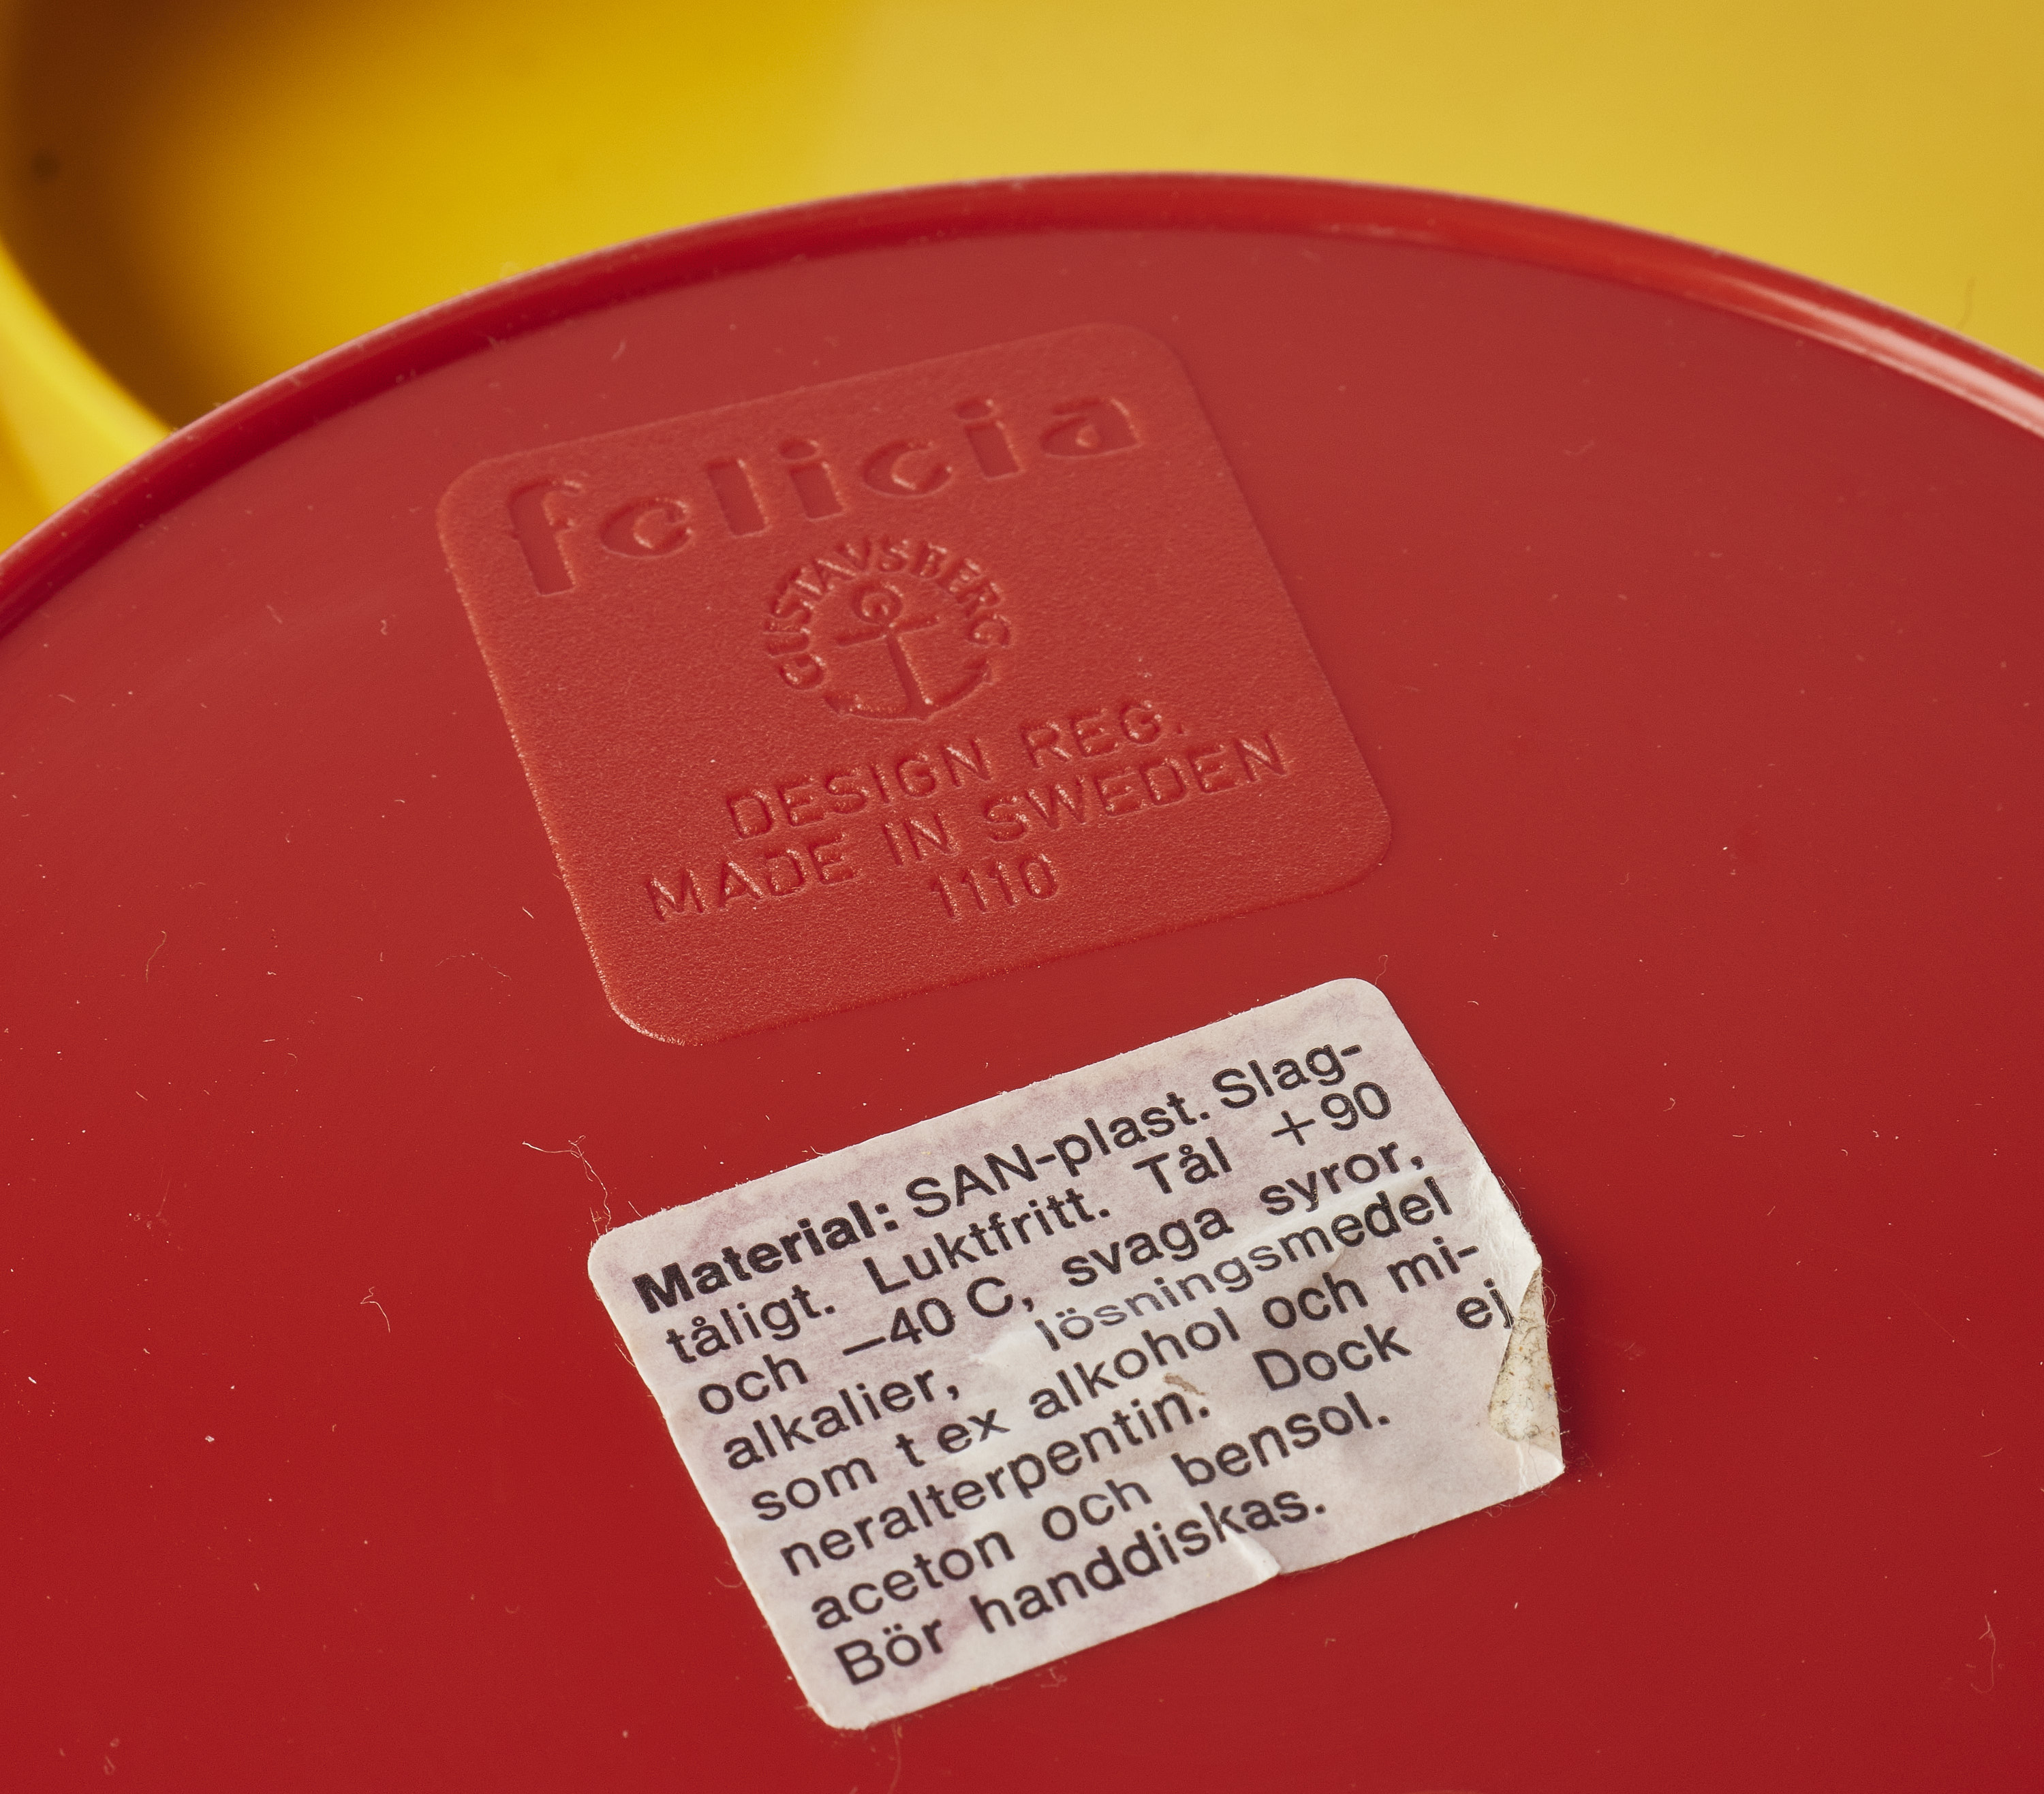 felicia
GUSTAVSBERG
DESIGN REG.
MADE IN SWEDEN
1110
Material: SAN-plast. Slag-
tåligt. Luktfritt. Tål +90
och –40 C, svaga syror,
alkalier, lösningsmedel
som t ex alkohol och mi-
neralterpentin. Dock ej
aceton och bensol.
Bör handdiskas.